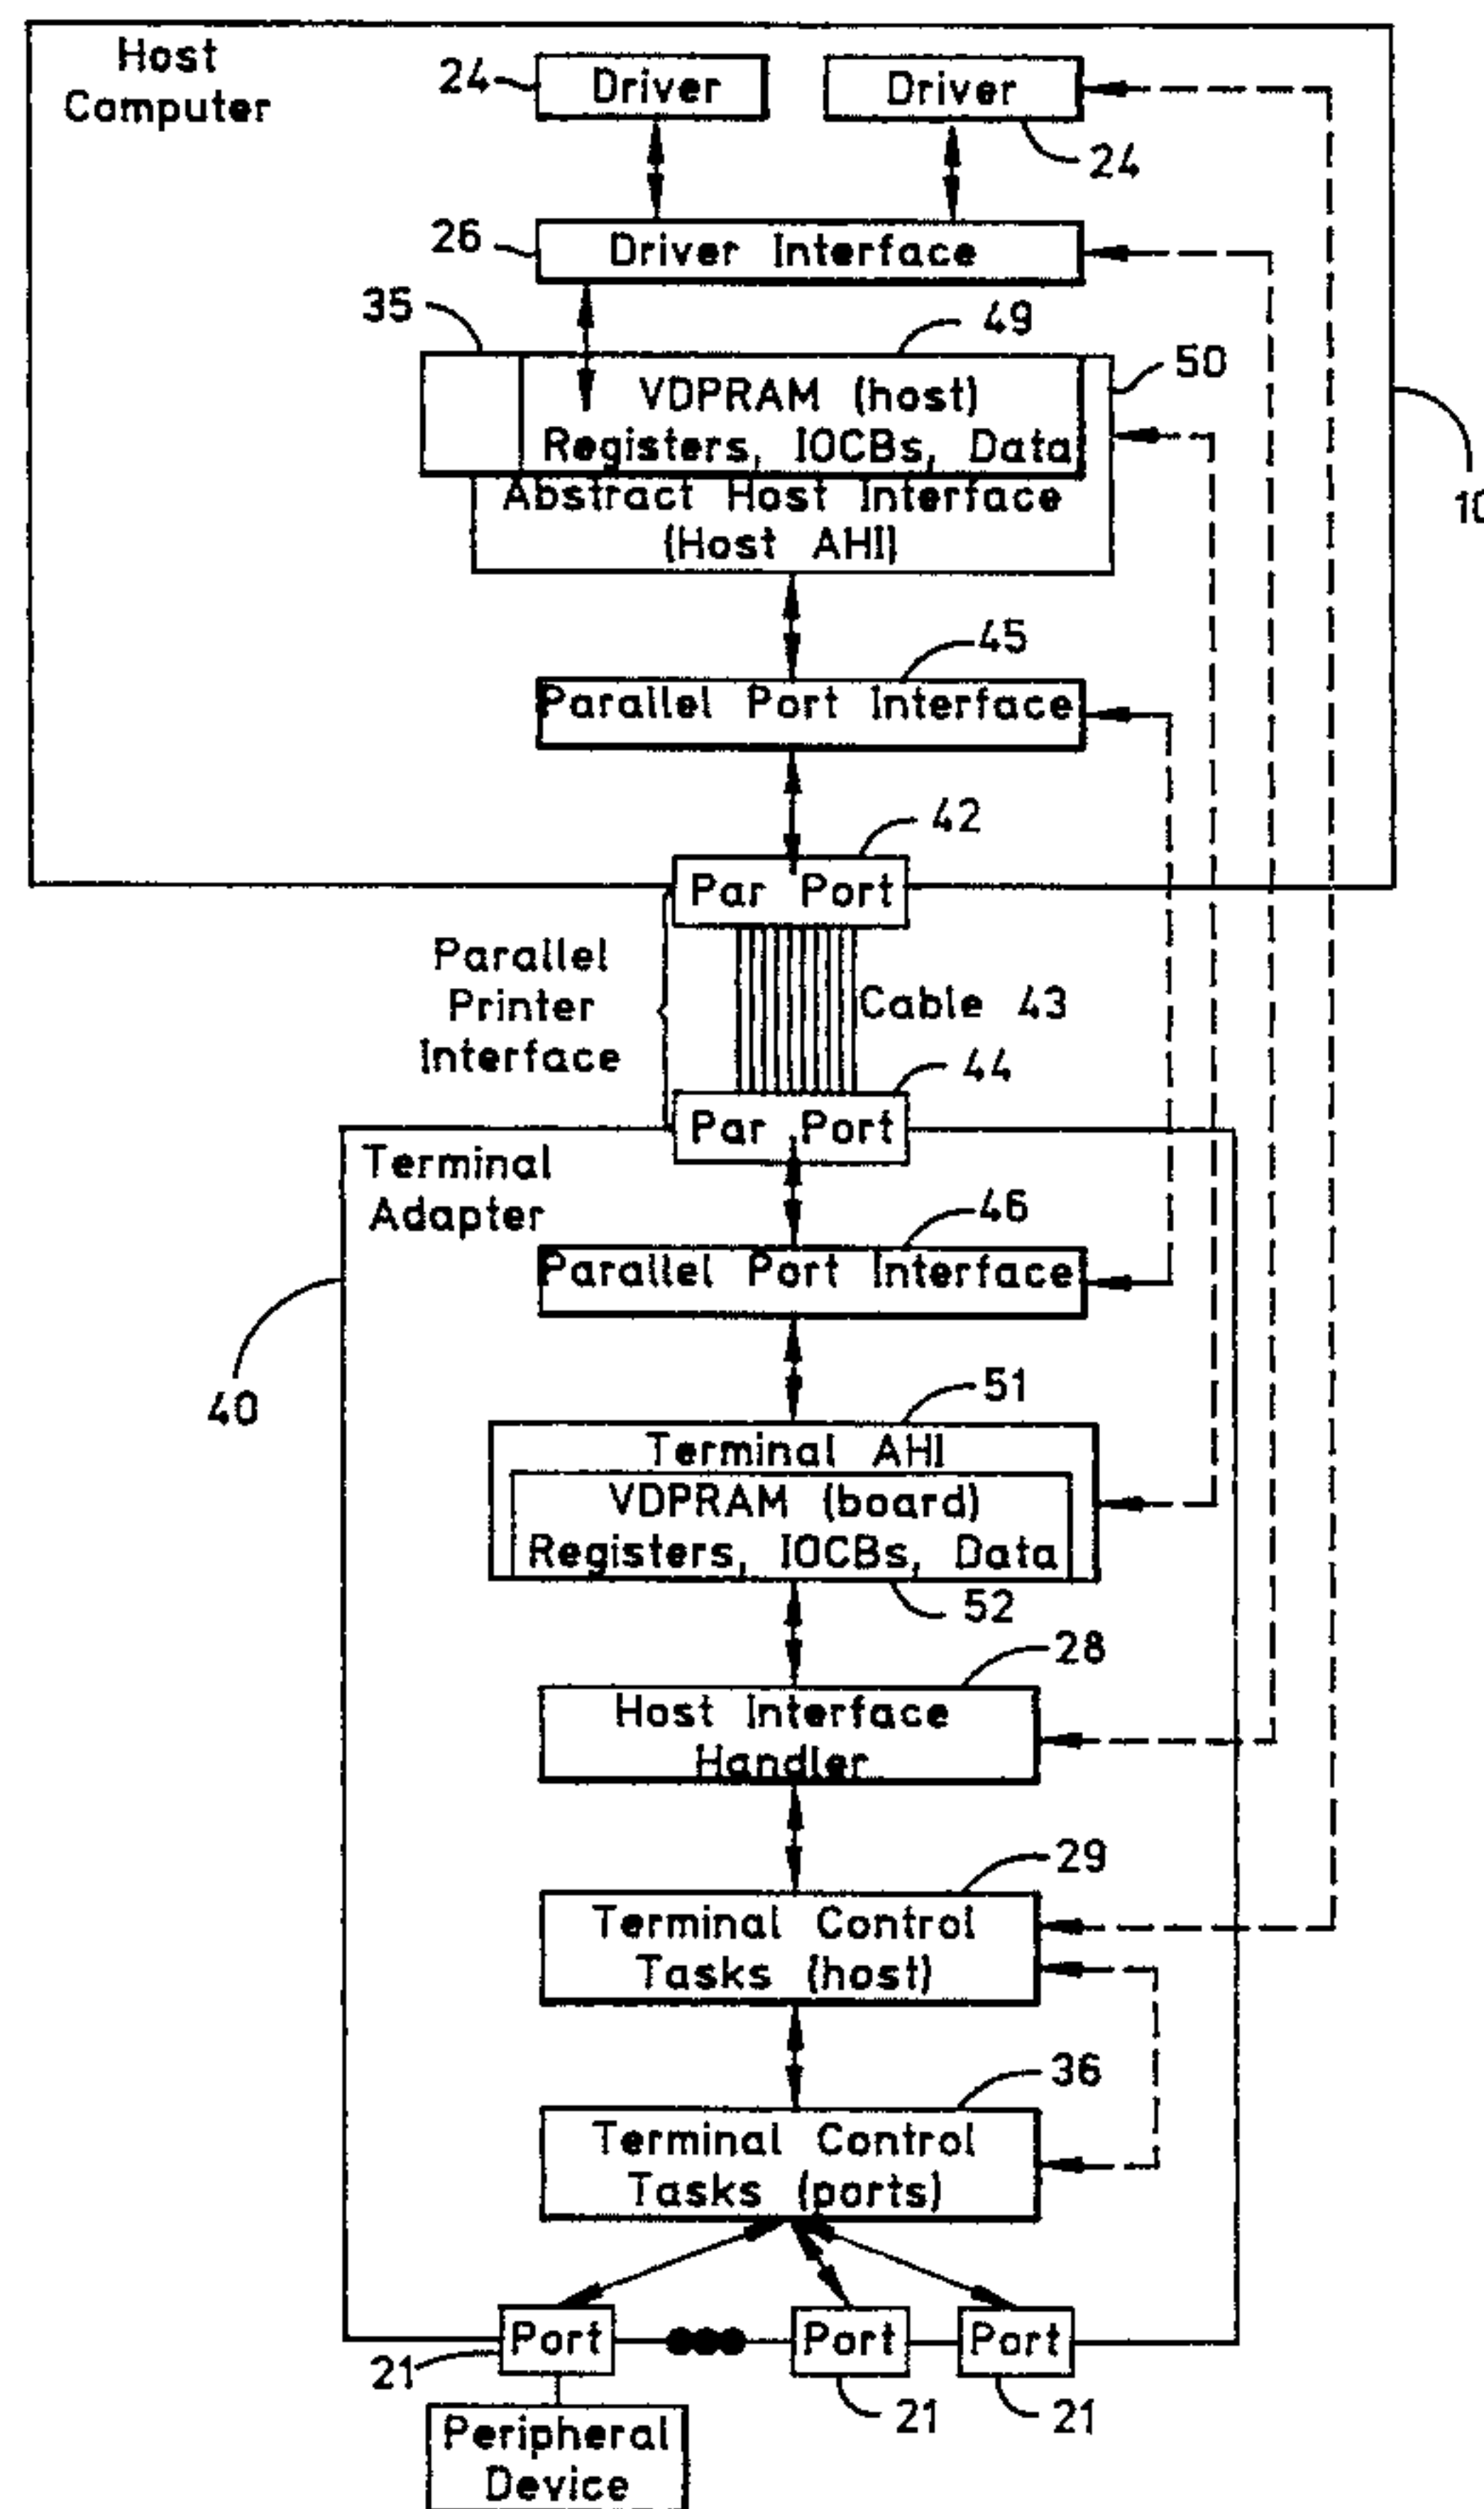 Host
Computer
24
Driver
Driver
24
26
Driver Interface
35
49
50
VDPRAM (host)
Registers, IOCBs, Data
Abstract Host Interface
(Host AHI)
10
45
Parallel Port Interface
42
Par Port
Parallel
Printer
Interface
Cable 43
44
Par Port
Terminal
Adapter
46
Parallel Port Interface
40
51
Terminal AHI
VDPRAM (board)
Registers, IOCBs, Data
52
28
Host Interface
Handler
29
Terminal Control
Tasks (host)
36
Terminal Control
Tasks (ports)
Port
Port
Port
21
21
21
Peripheral
Device